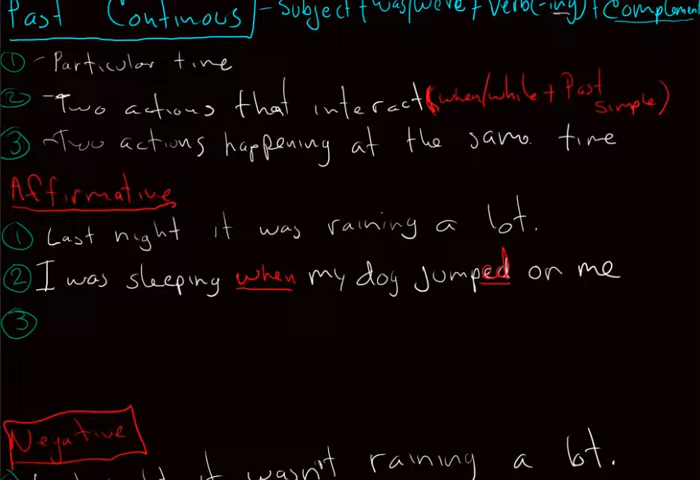 Past Continous - Subject + was/were + Verb(-ing) + Complement
① - Particular time
② - Two actions that interact (when/while + Past simple)
③ - Two actions happening at the same time
Affirmative
① Last night it was raining a lot.
② I was sleeping when my dog jumped on me
③
Negative
night it wasn't raining a lot.